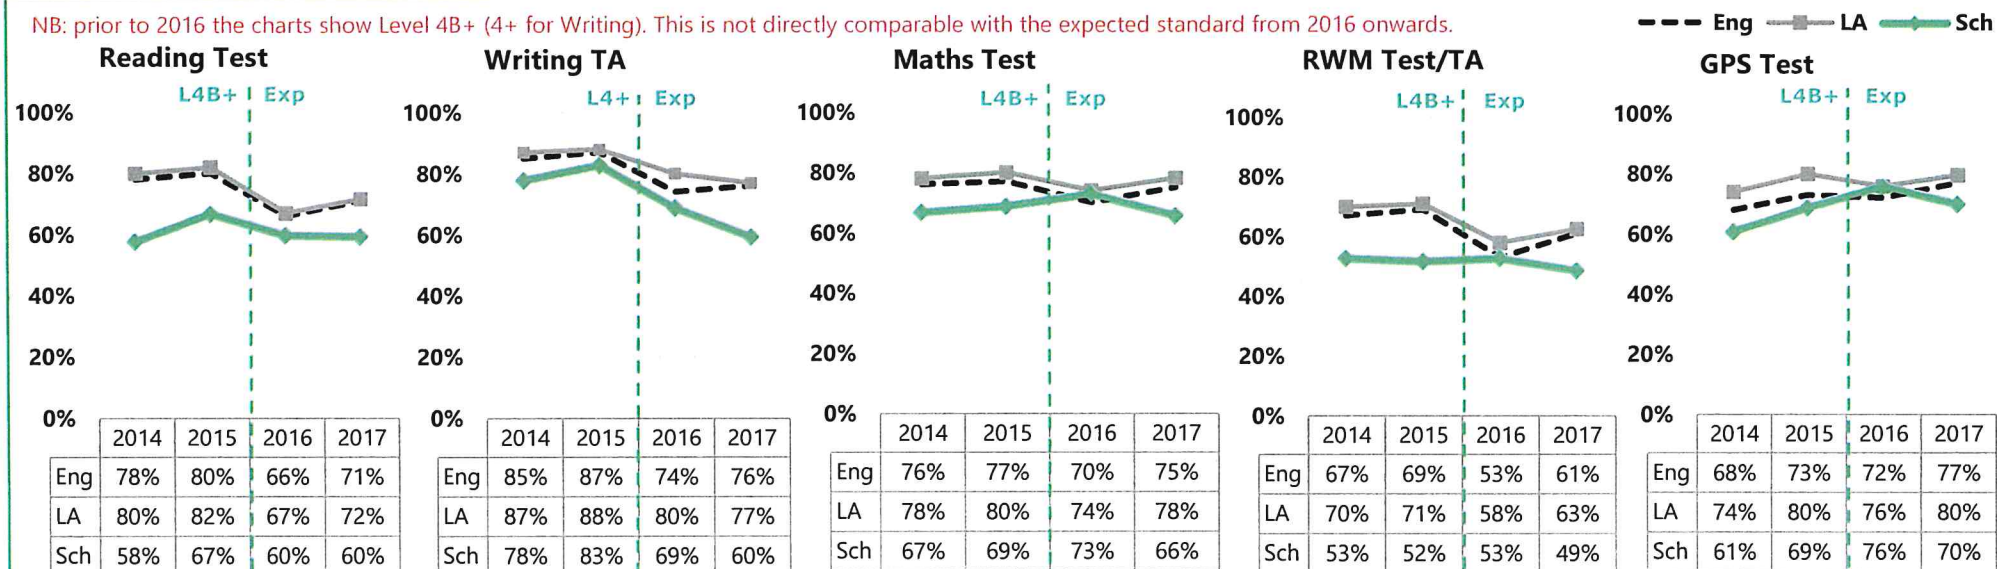 NB: prior to 2016 the charts show Level 4B+ (4+ for Writing). This is not directly comparable with the expected standard from 2016 onwards.
Eng LA Sch
Reading Test
L4B+ Exp
100%
80%
60%
40%
20%
0%
2014 2015 2016 2017
Eng 78% 80% 66% 71%
LA 80% 82% 67% 72%
Sch 58% 67% 60% 60%
Writing TA
L4+ Exp
100%
80%
60%
40%
20%
0%
2014 2015 2016 2017
Eng 85% 87% 74% 76%
LA 87% 88% 80% 77%
Sch 78% 83% 69% 60%
Maths Test
L4B+ Exp
100%
80%
60%
40%
20%
0%
2014 2015 2016 2017
Eng 76% 77% 70% 75%
LA 78% 80% 74% 78%
Sch 67% 69% 73% 66%
RWM Test/TA
L4B+ Exp
100%
80%
60%
40%
20%
0%
2014 2015 2016 2017
Eng 67% 69% 53% 61%
LA 70% 71% 58% 63%
Sch 53% 52% 53% 49%
GPS Test
L4B+ Exp
100%
80%
60%
40%
20%
0%
2014 2015 2016 2017
Eng 68% 73% 72% 77%
LA 74% 80% 76% 80%
Sch 61% 69% 76% 70%